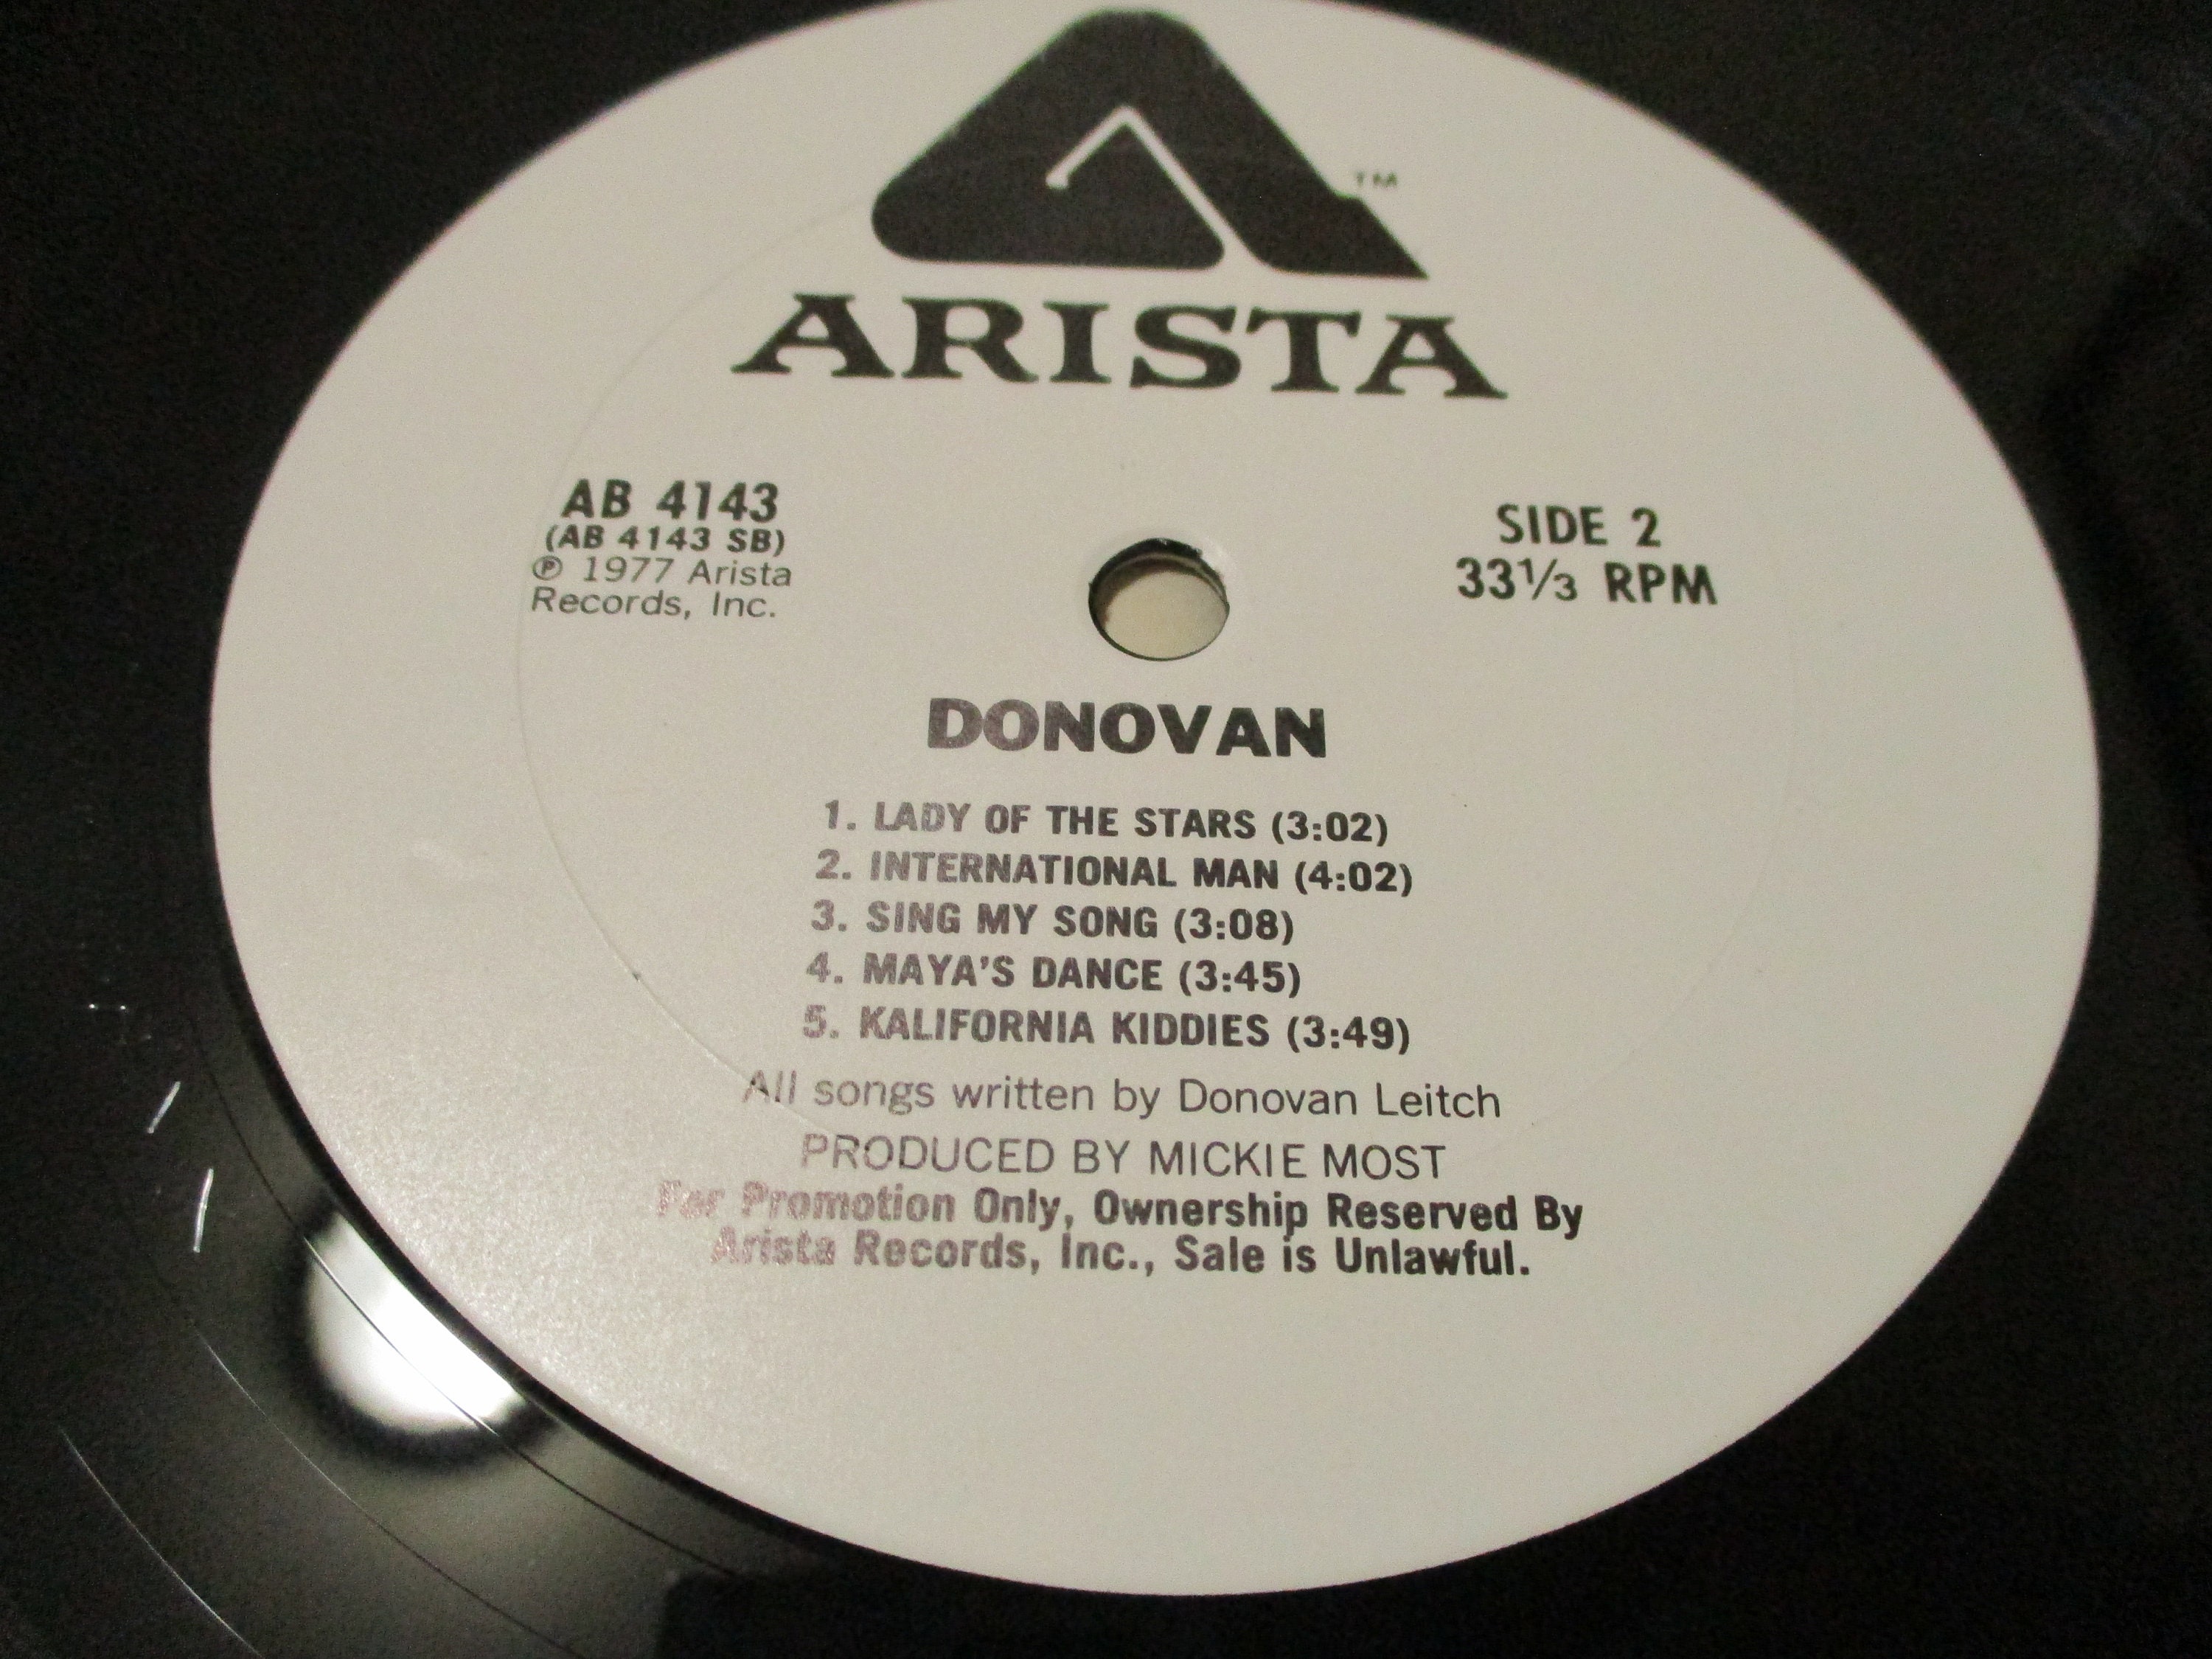 TM
ARISTA
AB 4143
(AB 4143 SB)
℗ 1977 Arista
Records, Inc.
SIDE 2
33⅓ RPM
DONOVAN
1. LADY OF THE STARS (3:02)
2. INTERNATIONAL MAN (4:02)
3. SING MY SONG (3:08)
4. MAYA'S DANCE (3:45)
5. KALIFORNIA KIDDIES (3:49)
All songs written by Donovan Leitch
PRODUCED BY MICKIE MOST
For Promotion Only, Ownership Reserved By
Arista Records, Inc., Sale is Unlawful.